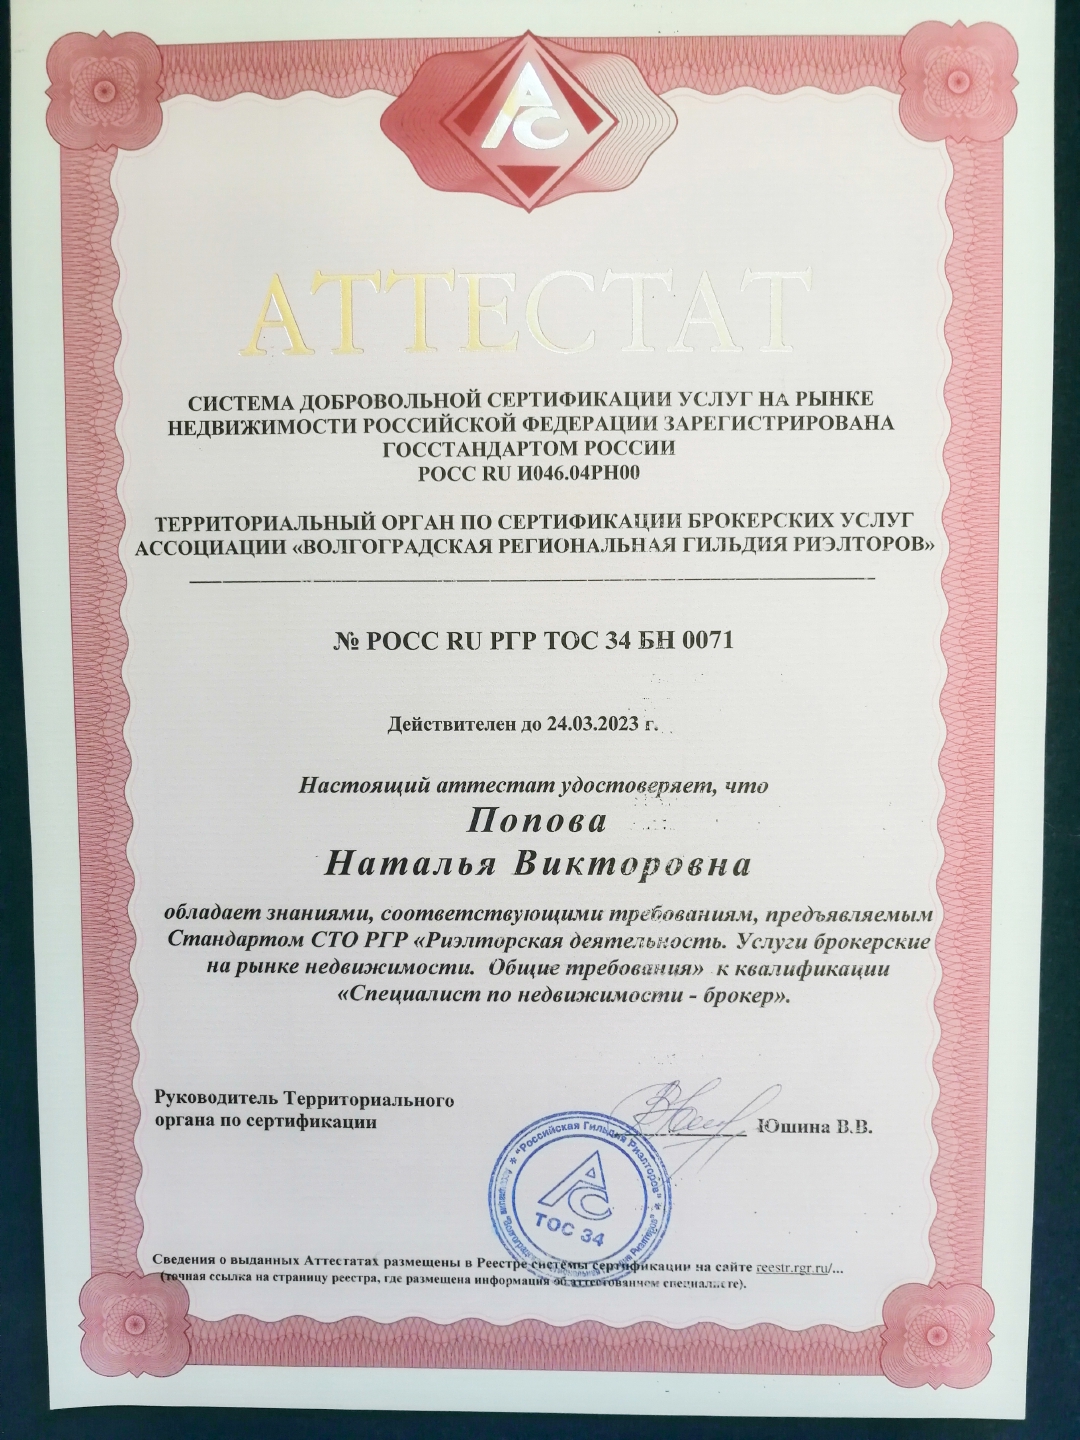 АС
АТТЕСТАТ
СИСТЕМА ДОБРОВОЛЬНОЙ СЕРТИФИКАЦИИ УСЛУГ НА РЫНКЕ
НЕДВИЖИМОСТИ РОССИЙСКОЙ ФЕДЕРАЦИИ ЗАРЕГИСТРИРОВАНА
ГОССТАНДАРТОМ РОССИИ
РОСС RU И046.04РН00
ТЕРРИТОРИАЛЬНЫЙ ОРГАН ПО СЕРТИФИКАЦИИ БРОКЕРСКИХ УСЛУГ
АССОЦИАЦИИ «ВОЛГОГРАДСКАЯ РЕГИОНАЛЬНАЯ ГИЛЬДИЯ РИЭЛТОРОВ»
№ РОСС RU РГР ТОС 34 БН 0071
Действителен до 24.03.2023 г.
Настоящий аттестат удостоверяет, что
Попова
Наталья Викторовна
обладает знаниями, соответствующими требованиям, предъявляемым
Стандартом СТО РГР «Риэлторская деятельность. Услуги брокерские
на рынке недвижимости. Общие требования» к квалификации
«Специалист по недвижимости - брокер».
Руководитель Территориального
органа по сертификации
Юшина В.В.
"Российская Гильдия Риэлторов"
АС
ТОС 34
Сведения о выданных Аттестатах размещены в Реестре системы сертификации на сайте reestr.rgr.ru/...
(точная ссылка на страницу реестра, где размещена информация об аттестованном специалисте).